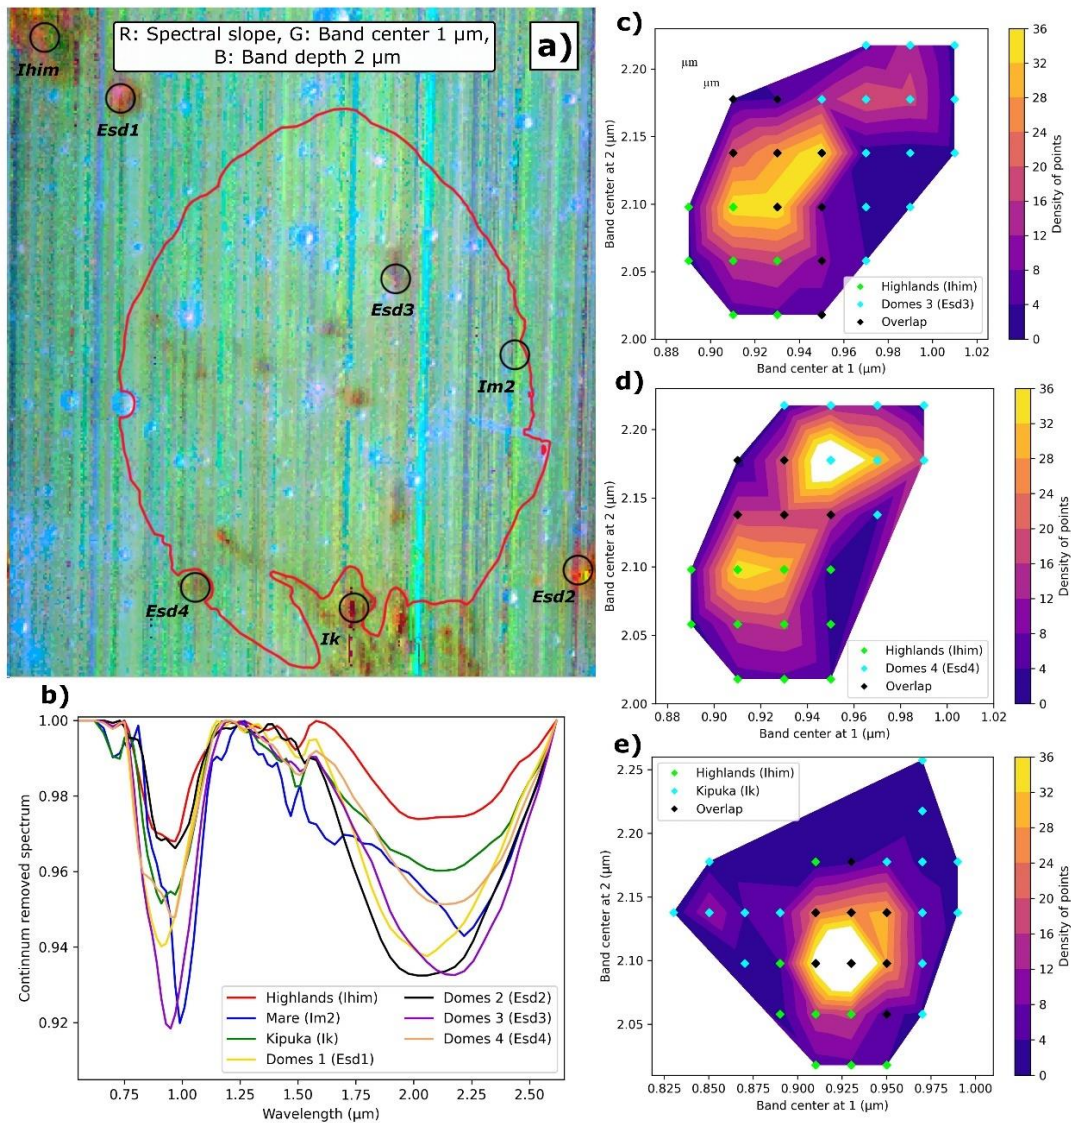 R: Spectral slope, G: Band center 1 µm,
B: Band depth 2 µm
a)
Ihim
Esd1
Esd3
Im2
Esd4
Ik
Esd2
b)
Continnum removed spectrum
1.00
0.98
0.96
0.94
0.92
0.75
1.00
1.25
1.50
1.75
2.00
2.25
2.50
Wavelength (µm)
Highlands (Ihim)
Mare (Im2)
Kipuka (Ik)
Domes 1 (Esd1)
Domes 2 (Esd2)
Domes 3 (Esd3)
Domes 4 (Esd4)
c)
µm
µm
Band center at 2 (µm)
2.20
2.15
2.10
2.05
2.00
0.88
0.90
0.92
0.94
0.96
0.98
1.00
1.02
Band center at 1 (µm)
Highlands (Ihim)
Domes 3 (Esd3)
Overlap
36
32
28
24
20
16
12
8
4
0
Density of points
d)
Band center at 2 (µm)
2.20
2.15
2.10
2.05
2.00
0.88
0.90
0.92
0.94
0.96
0.98
1.00
1.02
Band center at 1 (µm)
Highlands (Ihim)
Domes 4 (Esd4)
Overlap
36
32
28
24
20
16
12
8
4
0
Density of points
e)
Highlands (Ihim)
Kipuka (Ik)
Overlap
Band center at 2 (µm)
2.25
2.20
2.15
2.10
2.05
0.825
0.850
0.875
0.900
0.925
0.950
0.975
1.000
Band center at 1 (µm)
36
32
28
24
20
16
12
8
4
0
Density of points